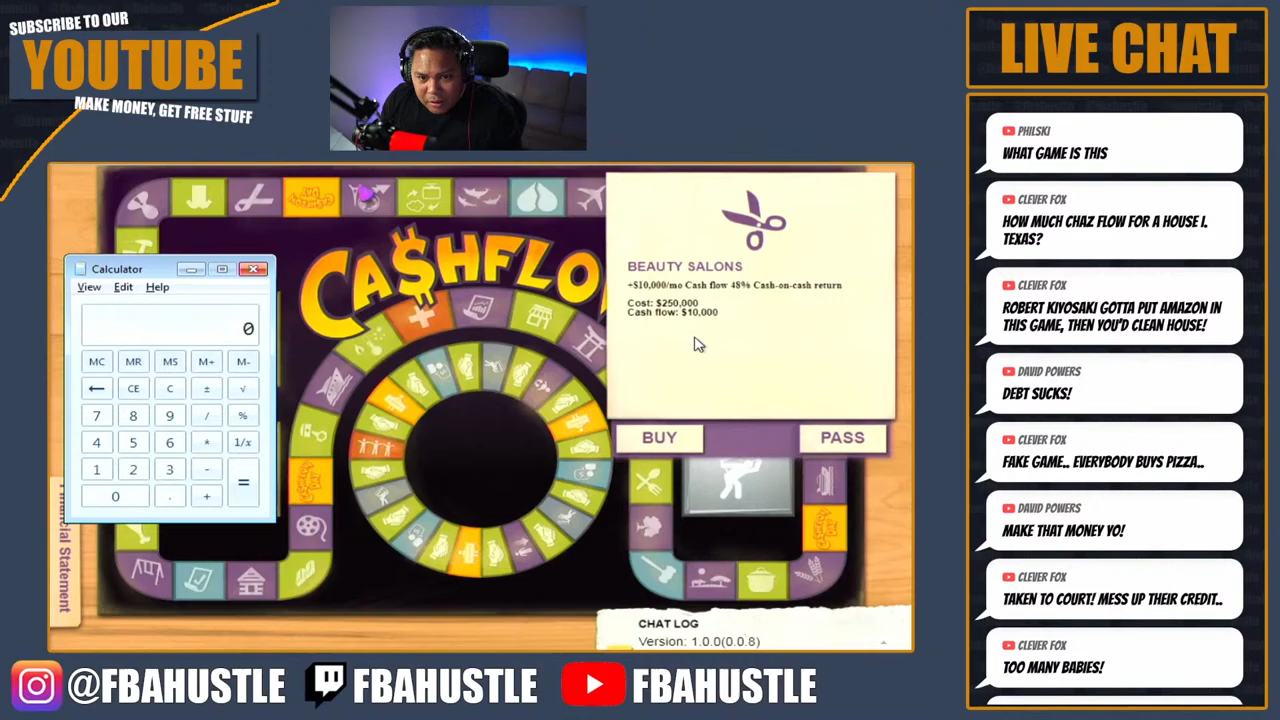 SUBSCRIBE TO OUR
YOUTUBE
MAKE MONEY, GET FREE STUFF
LIVE CHAT
PHILSKI
WHAT GAME IS THIS
CLEVER FOX
HOW MUCH CHAZ FLOW FOR A HOUSE I.
TEXAS?
CLEVER FOX
ROBERT KIYOSAKI GOTTA PUT AMAZON IN
THIS GAME, THEN YOU'D CLEAN HOUSE!
DAVID POWERS
DEBT SUCKS!
CLEVER FOX
FAKE GAME.. EVERYBODY BUYS PIZZA..
DAVID POWERS
MAKE THAT MONEY YO!
CLEVER FOX
TAKEN TO COURT! MESS UP THEIR CREDIT..
CLEVER FOX
TOO MANY BABIES!
CA$HFLO
BEAUTY SALONS
+$10,000/mo Cash flow 48% Cash-on-cash return
Cost: $250,000
Cash flow: $10,000
BUY
PASS
Calculator
View Edit Help
0
MC MR MS M+ M-
← CE C ± √
7 8 9 / %
4 5 6 * 1/x
1 2 3 - =
0 . +
Financial Statement
CHAT LOG
Version: 1.0.0(0.0.8)
@FBAHUSTLE
FBAHUSTLE
FBAHUSTLE